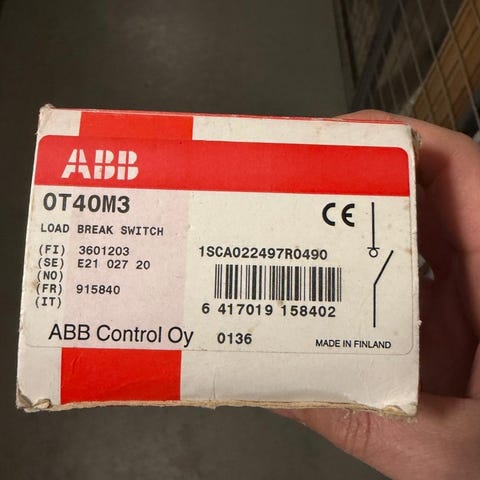 ABB
OT40M3
LOAD BREAK SWITCH
(FI) 3601203
(SE) E21 027 20
(NO)
(FR) 915840
(IT)
CE
1SCA022497R0490
6 417019 158402
ABB Control Oy 0136
MADE IN FINLAND